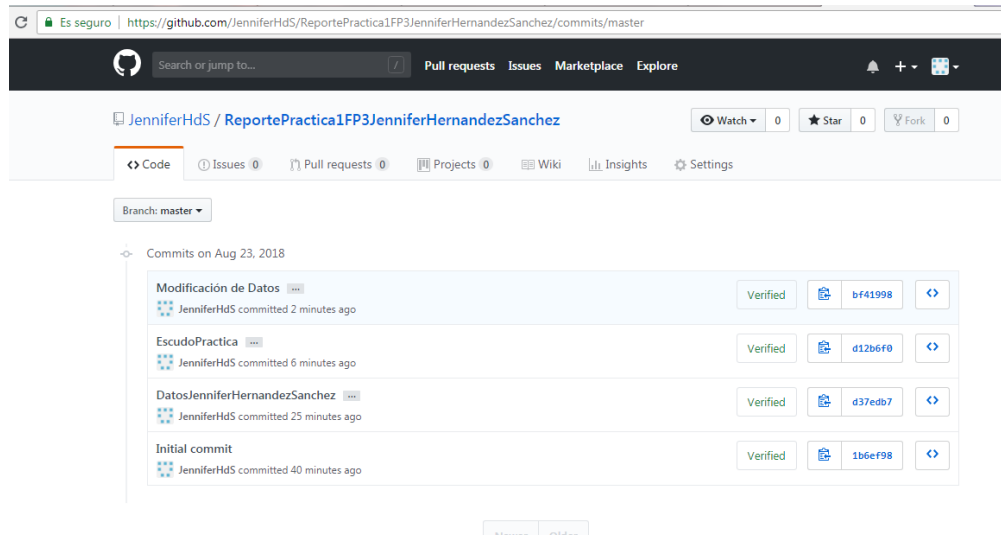 Es seguro | https://github.com/JenniferHdS/ReportePractica1FP3JenniferHernandezSanchez/commits/master
Search or jump to... / Pull requests Issues Marketplace Explore
JenniferHdS / ReportePractica1FP3JenniferHernandezSanchez Watch 0 Star 0 Fork 0
Code Issues 0 Pull requests 0 Projects 0 Wiki Insights Settings
Branch: master
Commits on Aug 23, 2018
Modificación de Datos ...
JenniferHdS committed 2 minutes ago
Verified bf41998
EscudoPractica ...
JenniferHdS committed 6 minutes ago
Verified d12b6f0
DatosJenniferHernandezSanchez ...
JenniferHdS committed 25 minutes ago
Verified d37edb7
Initial commit
JenniferHdS committed 40 minutes ago
Verified 1b6ef98
Newer Older